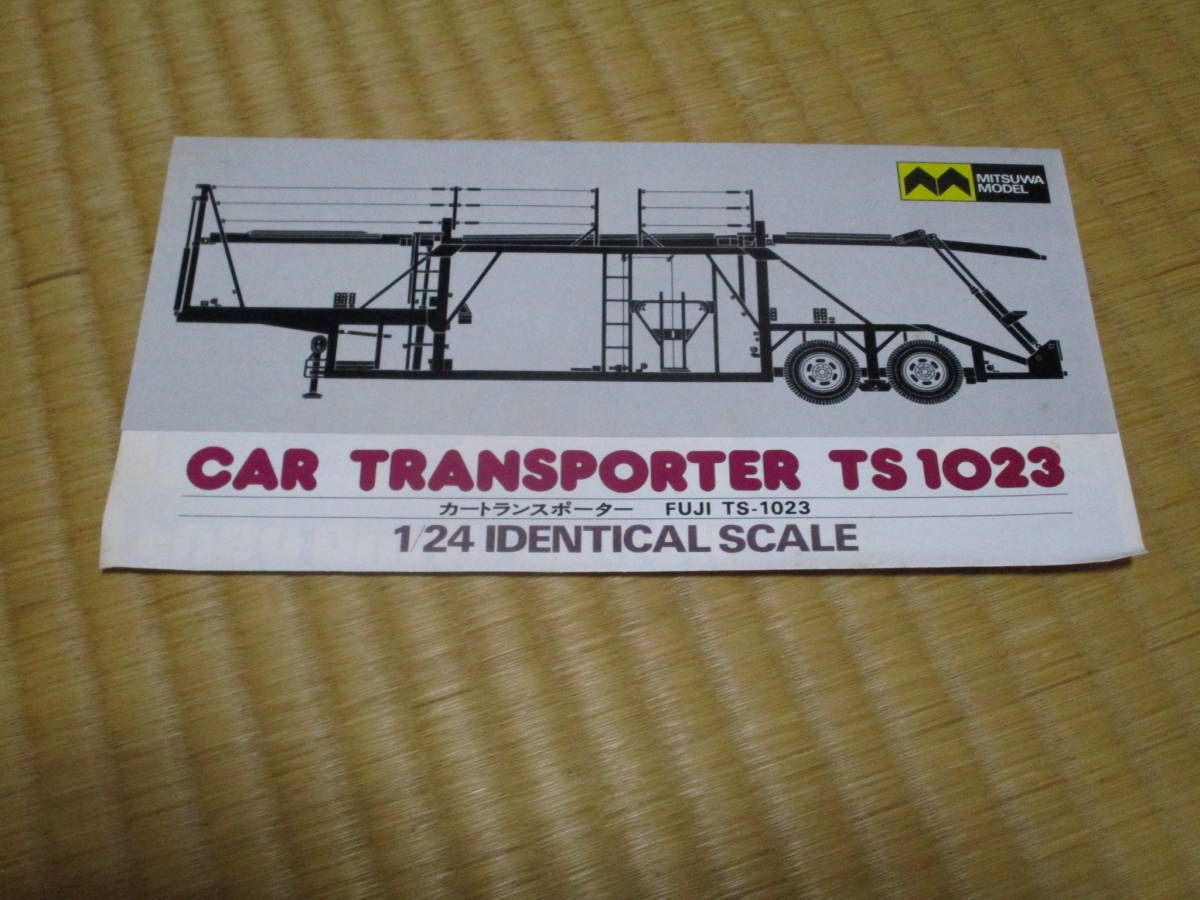 MITSUWA
MODEL
CAR TRANSPORTER TS1023
カートランスポーター FUJI TS-1023
1/24 IDENTICAL SCALE